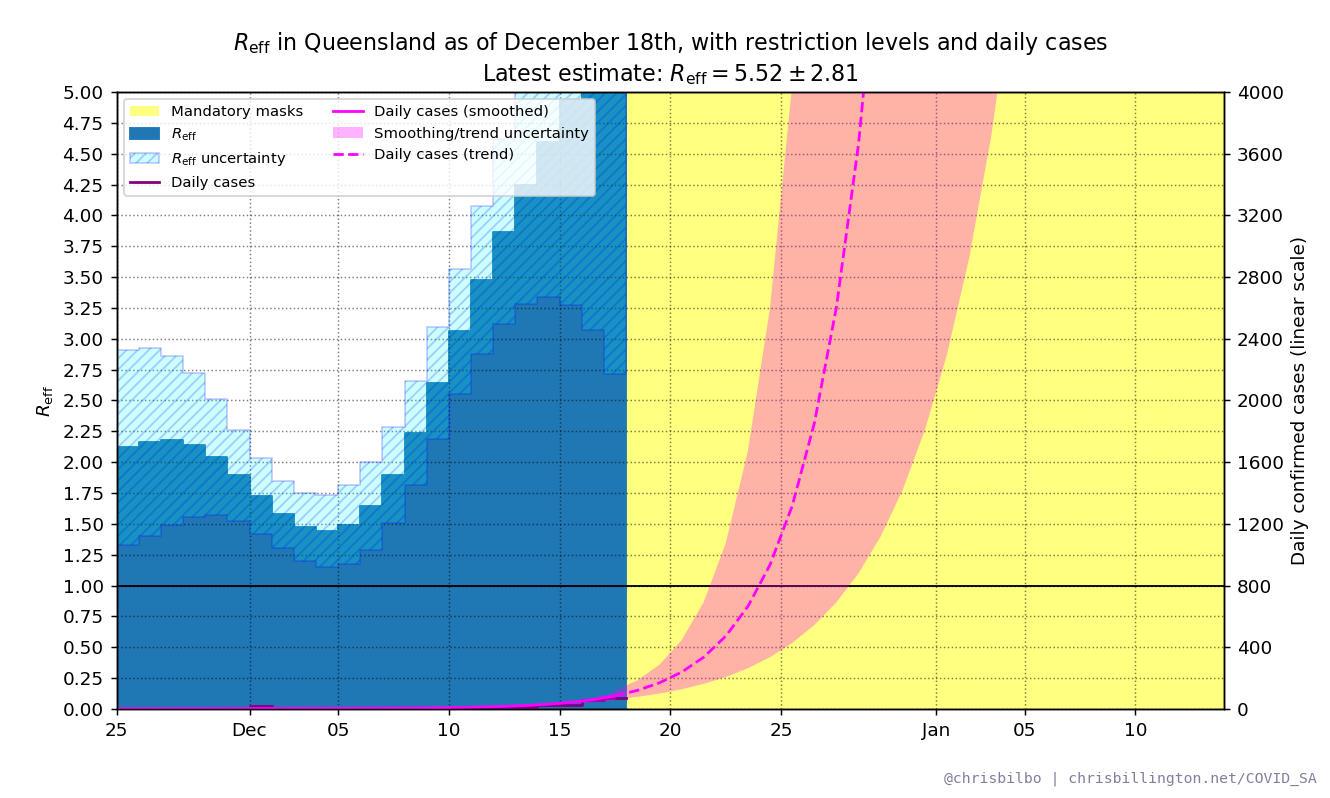 R_eff in Queensland as of December 18th, with restriction levels and daily cases
Latest estimate: R_eff = 5.52 ± 2.81
Mandatory masks
R_eff
R_eff uncertainty
Daily cases
Daily cases (smoothed)
Smoothing/trend uncertainty
Daily cases (trend)
R_eff
5.00
4.75
4.50
4.25
4.00
3.75
3.50
3.25
3.00
2.75
2.50
2.25
2.00
1.75
1.50
1.25
1.00
0.75
0.50
0.25
0.00
4000
3600
3200
2800
2400
2000
1600
1200
800
400
0
Daily confirmed cases (linear scale)
25 Dec 05 10 15 20 25 Jan 05 10
@chrisbilbo | chrisbillington.net/COVID_SA